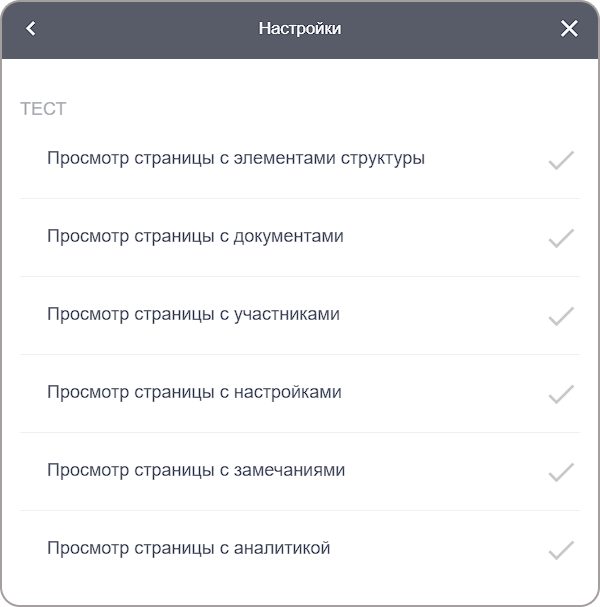 Настройки
ТЕСТ
Просмотр страницы с элементами структуры
Просмотр страницы с документами
Просмотр страницы с участниками
Просмотр страницы с настройками
Просмотр страницы с замечаниями
Просмотр страницы с аналитикой